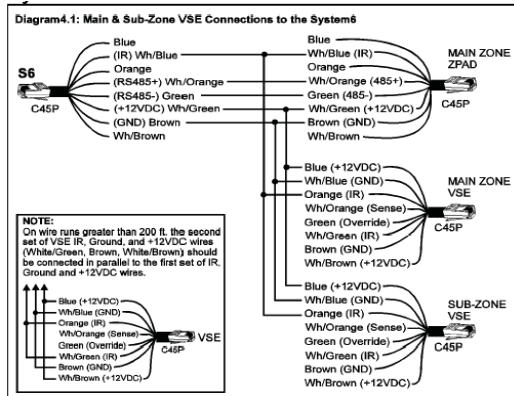 Diagram4.1: Main & Sub-Zone VSE Connections to the System6
S6
C45P
Blue
(IR) Wh/Blue
Orange
(RS485+) Wh/Orange
(RS485-) Green
(+12VDC) Wh/Green
(GND) Brown
Wh/Brown
Blue
Wh/Blue (IR)
Orange
Wh/Orange (485+)
Green (485-)
Wh/Green (+12VDC)
Brown (GND)
Wh/Brown
MAIN ZONE
ZPAD
C45P
Blue (+12VDC)
Wh/Blue (GND)
Orange (IR)
Wh/Orange (Sense)
Green (Override)
Wh/Green (IR)
Brown (GND)
Wh/Brown (+12VDC)
MAIN ZONE
VSE
C45P
Blue (+12VDC)
Wh/Blue (GND)
Orange (IR)
Wh/Orange (Sense)
Green (Override)
Wh/Green (IR)
Brown (GND)
Wh/Brown (+12VDC)
SUB-ZONE
VSE
C45P
NOTE:
On wire runs greater than 200 ft. the second
set of VSE IR, Ground, and +12VDC wires
(White/Green, Brown, White/Brown) should
be connected in parallel to the first set of IR.
Ground and +12VDC wires.
Blue (+12VDC)
Wh/Blue (GND)
Orange (IR)
Wh/Orange (Sense)
Green (Override)
Wh/Green (IR)
Brown (GND)
Wh/Brown (+12VDC)
VSE
C45P